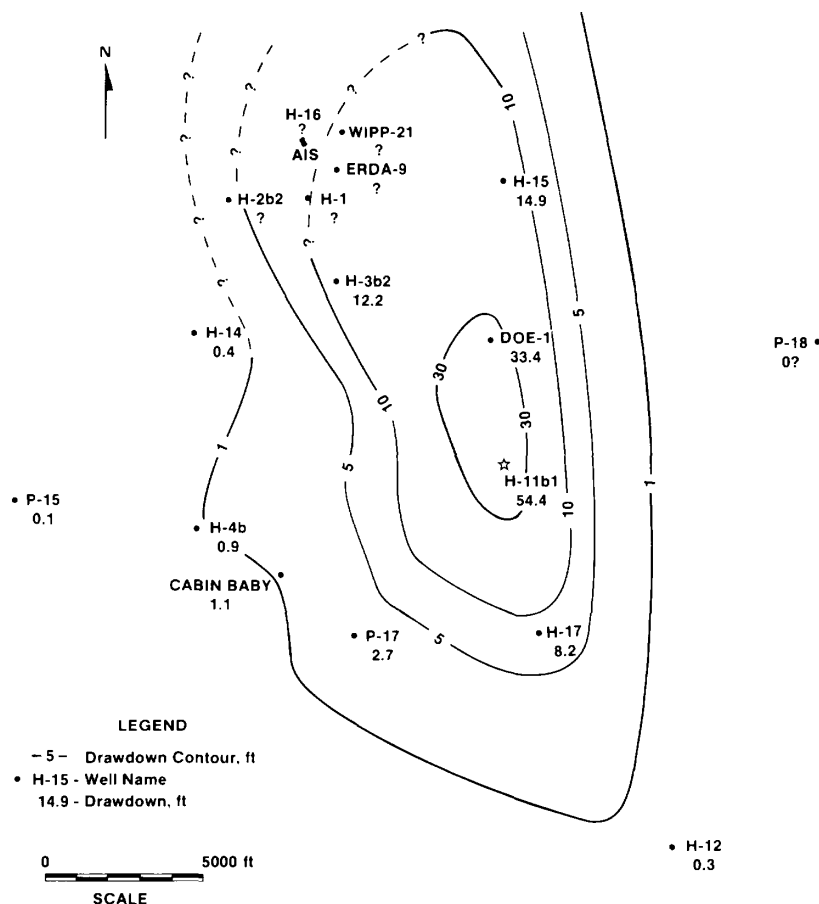 N
?
?
?
?
?
?
?
?
?
?
10
H-16
?
AIS
WIPP-21
?
ERDA-9
?
H-15
14.9
H-2b2
?
H-1
?
H-3b2
12.2
5
H-14
0.4
DOE-1
33.4
P-18
0?
30
10
30
1
5
H-11b1
54.4
10
1
P-15
0.1
H-4b
0.9
CABIN BABY
1.1
P-17
2.7
5
H-17
8.2
LEGEND
– 5 – Drawdown Contour, ft
• H-15 - Well Name
14.9 - Drawdown, ft
0 5000 ft
SCALE
H-12
0.3